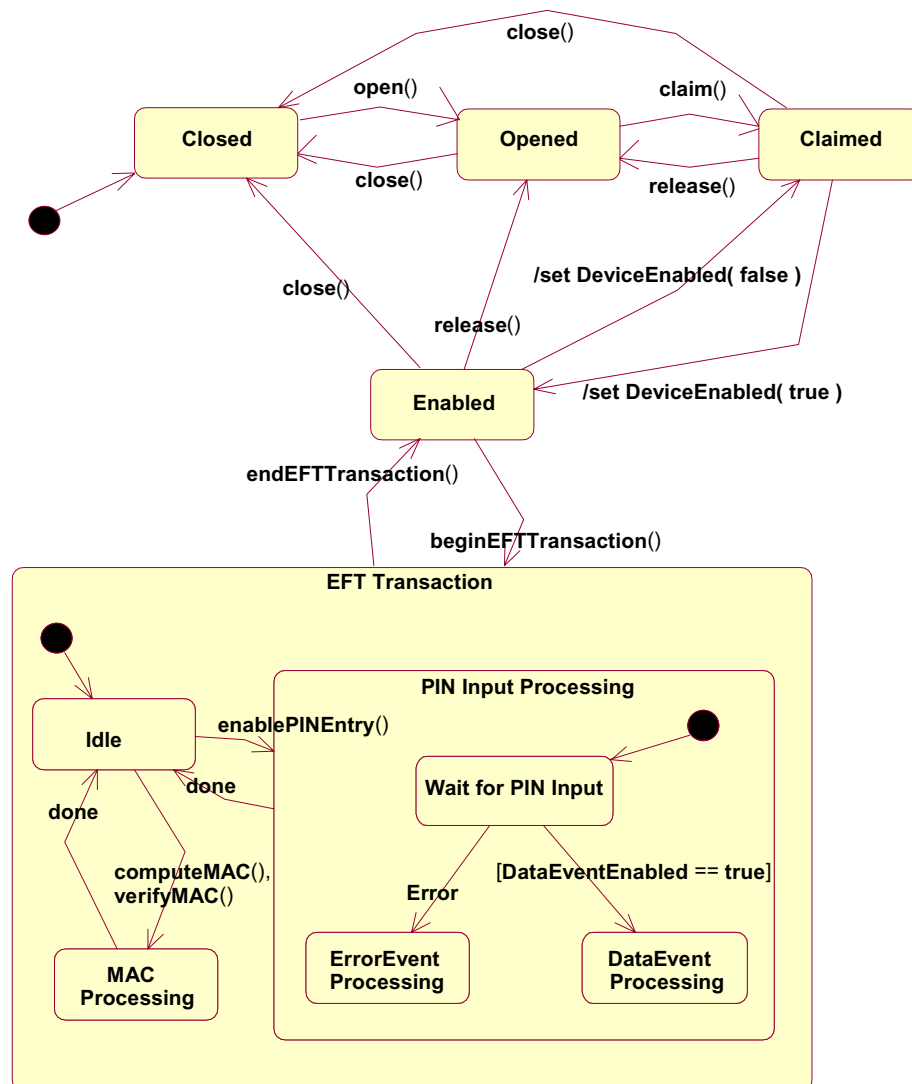 close()
open()
claim()
Closed
Opened
Claimed
close()
release()
/set DeviceEnabled( false )
close()
release()
/set DeviceEnabled( true )
Enabled
endEFTTransaction()
beginEFTTransaction()
EFT Transaction
PIN Input Processing
Idle
enablePINEntry()
done
Wait for PIN Input
done
computeMAC(),
verifyMAC()
[DataEventEnabled == true]
Error
MAC
Processing
ErrorEvent
Processing
DataEvent
Processing